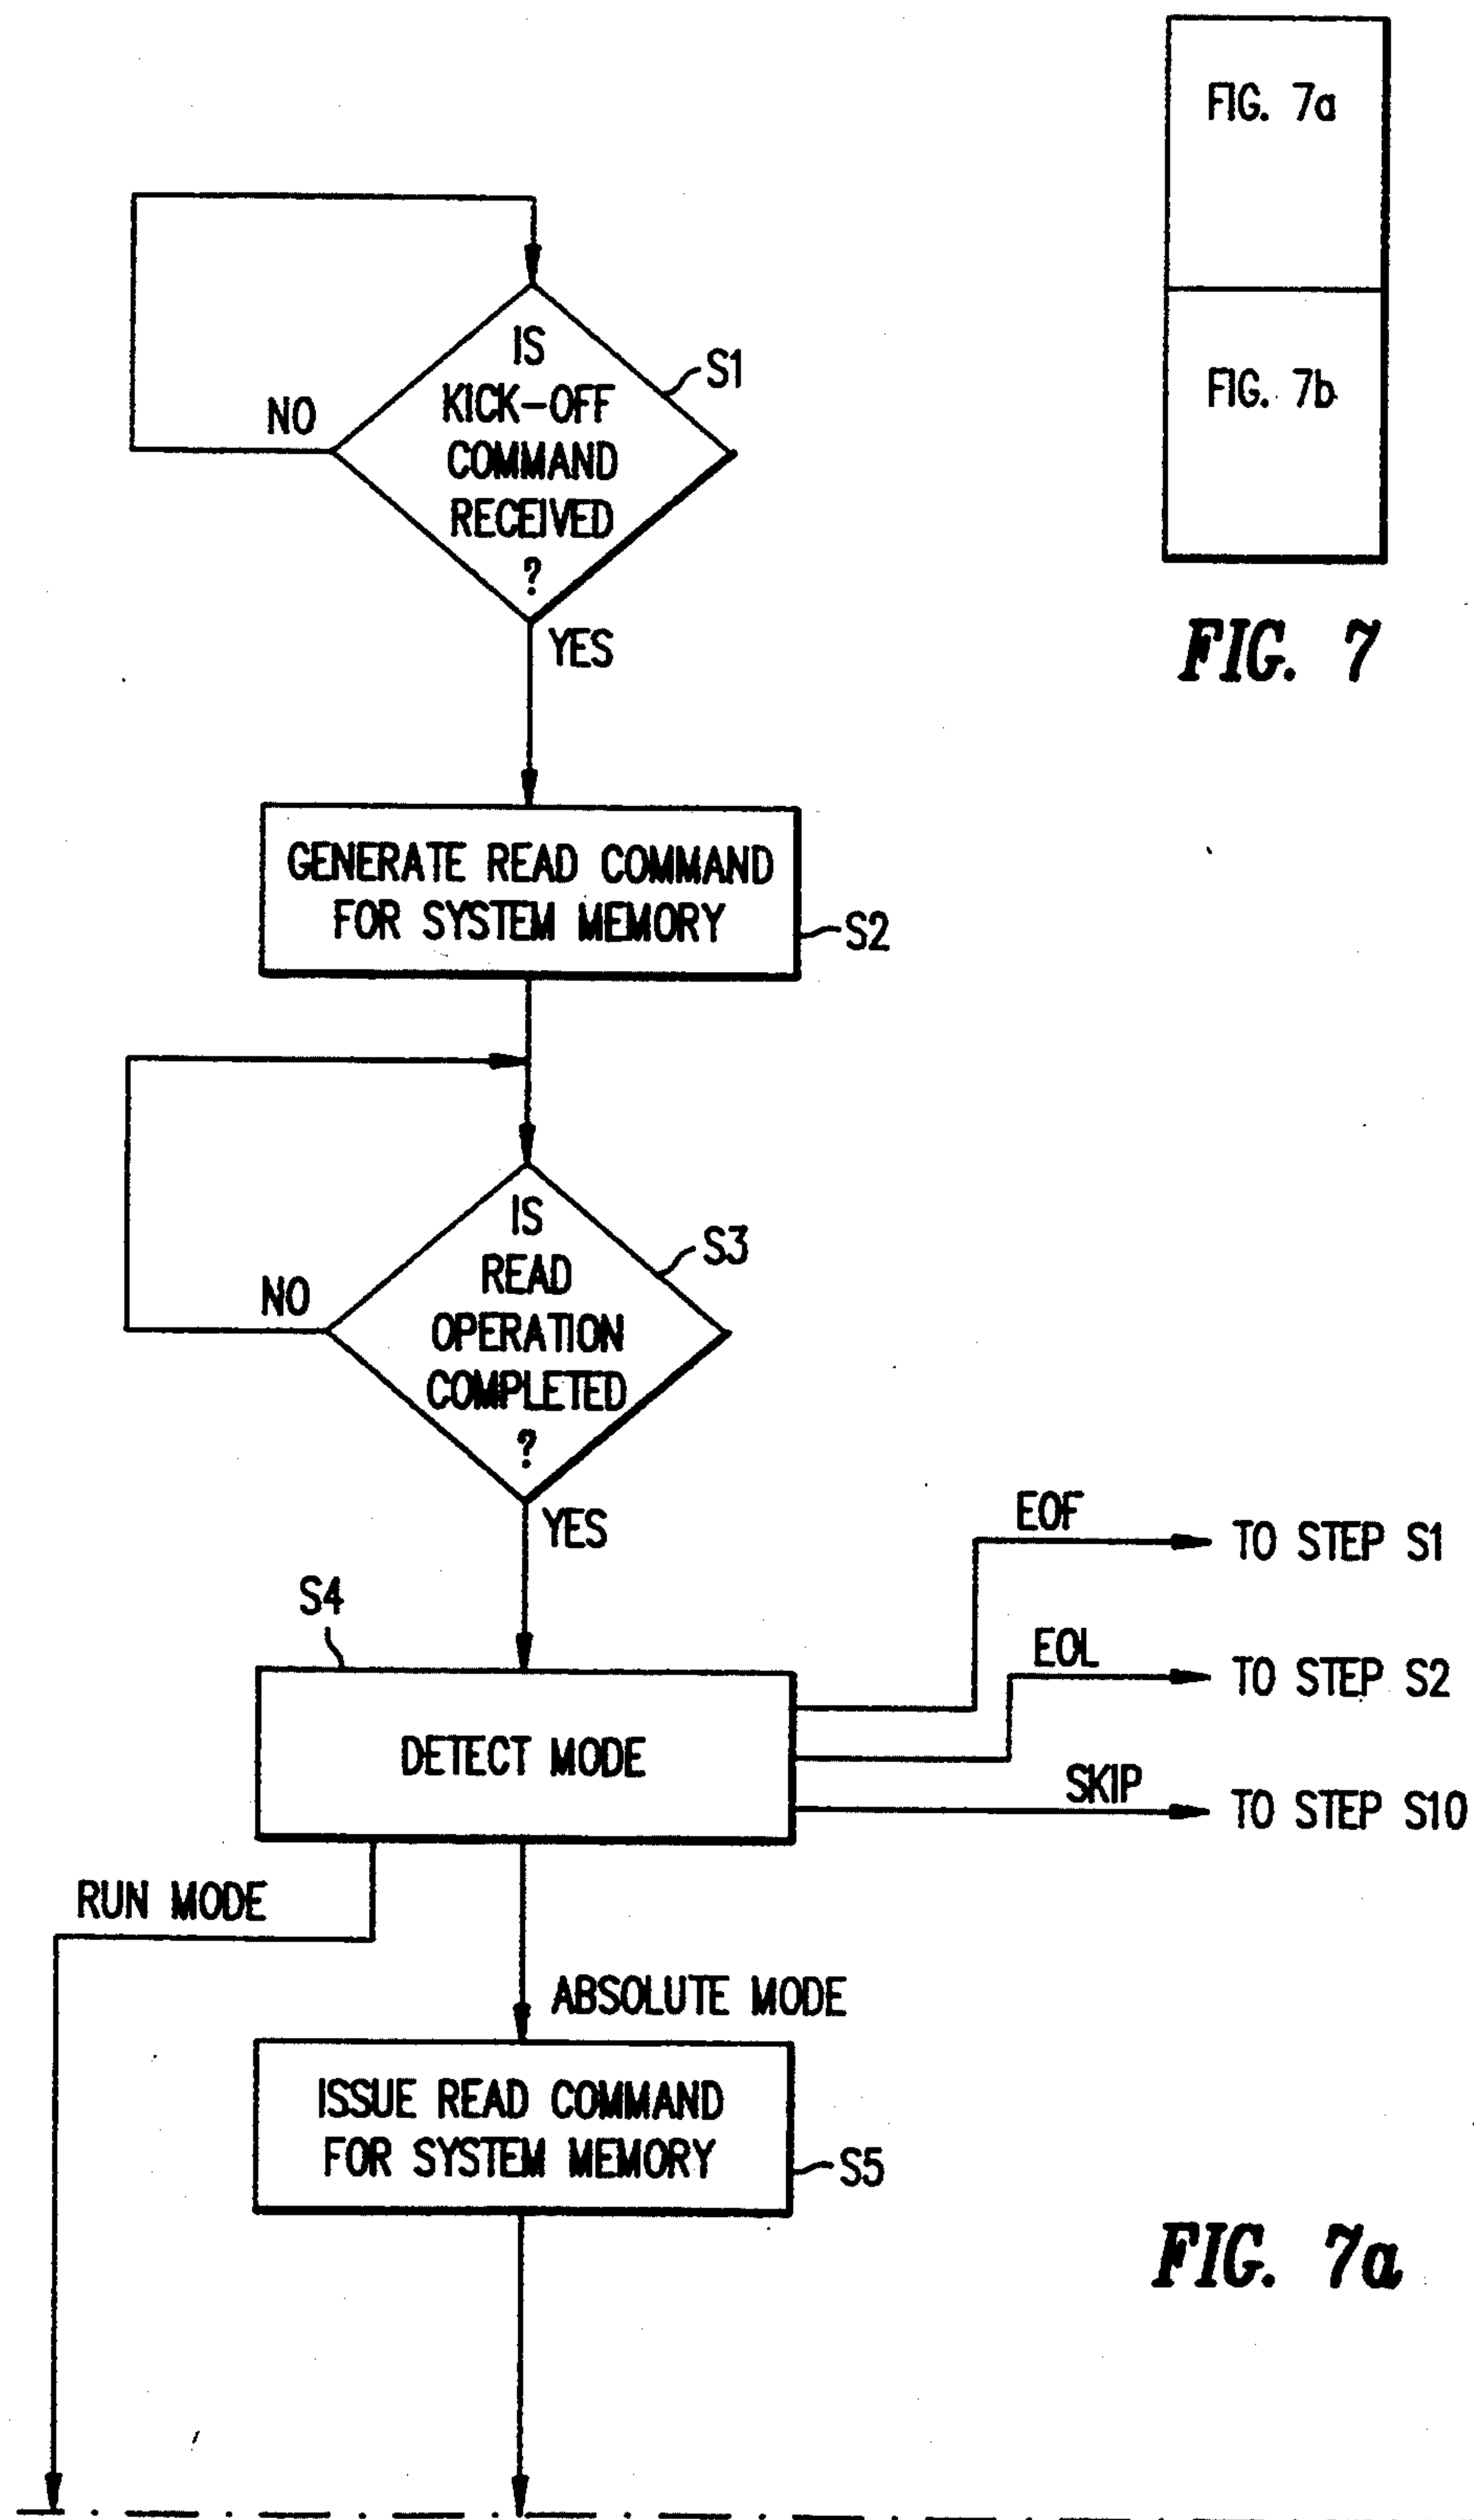 FIG. 7a
FIG. 7b
FIG. 7
IS
KICK-OFF
COMMAND
RECEIVED
?
S1
NO
YES
GENERATE READ COMMAND
FOR SYSTEM MEMORY
S2
IS
READ
OPERATION
COMPLETED
?
S3
NO
YES
S4
DETECT MODE
EOF
TO STEP S1
EOL
TO STEP S2
SKIP
TO STEP S10
RUN MODE
ABSOLUTE MODE
ISSUE READ COMMAND
FOR SYSTEM MEMORY
S5
FIG. 7a